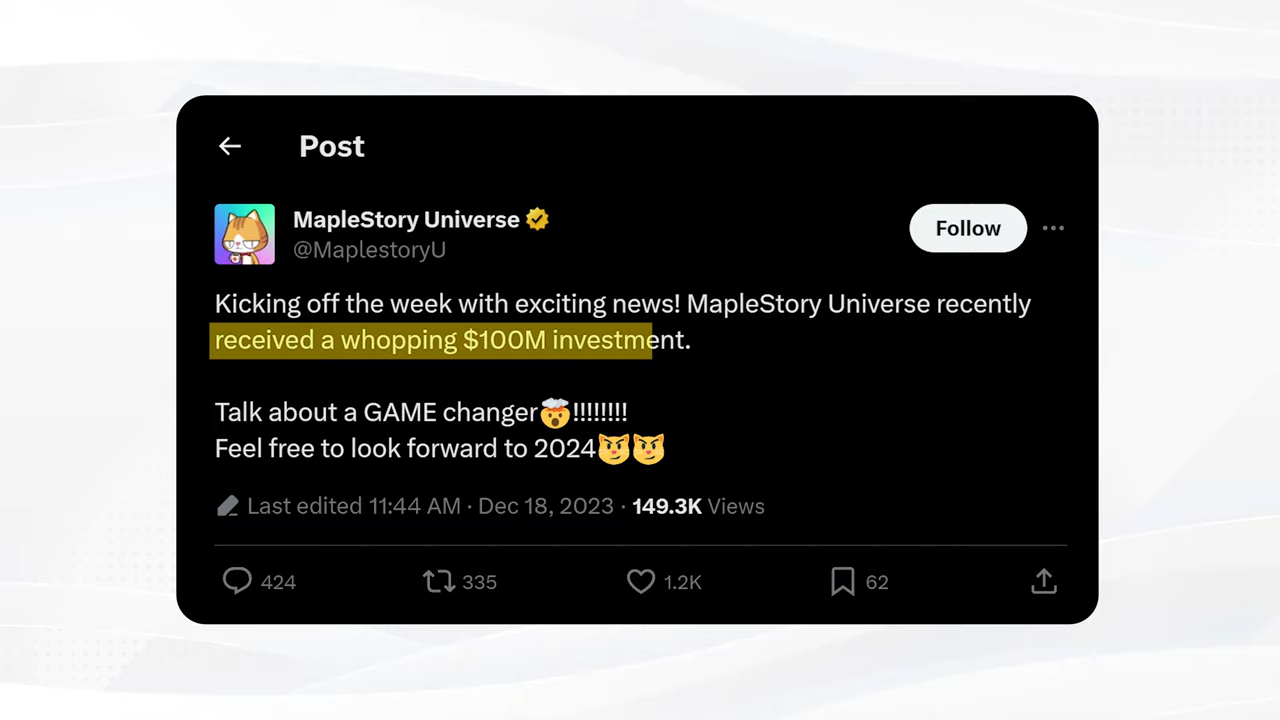 Post
MapleStory Universe
@MaplestoryU
Follow
Kicking off the week with exciting news! MapleStory Universe recently
received a whopping $100M investment.
Talk about a GAME changer🤯!!!!!!!!
Feel free to look forward to 2024😼😼
Last edited 11:44 AM · Dec 18, 2023 · 149.3K Views
424 335 1.2K 62